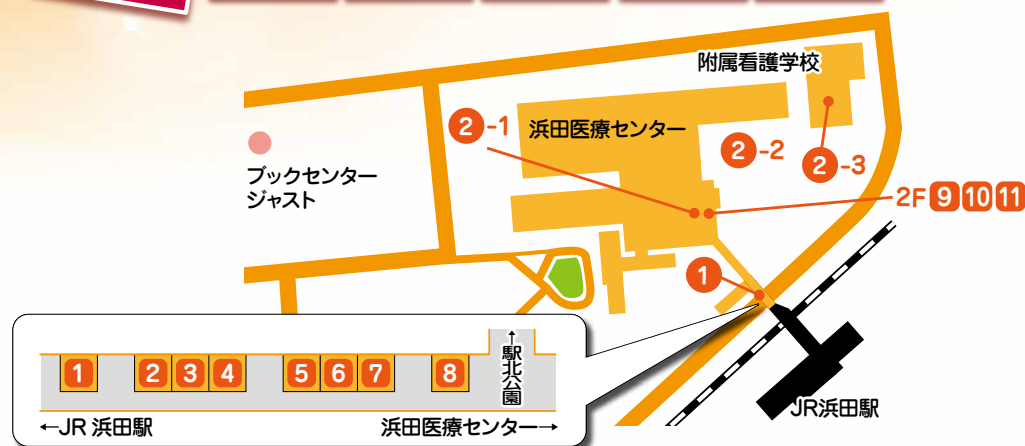 附属看護学校
2-1
浜田医療センター
2-2
2-3
ブックセンター
ジャスト
2F 9 10 11
1
1 2 3 4 5 6 7 8
↑駅北公園
←JR 浜田駅
浜田医療センター→
JR浜田駅